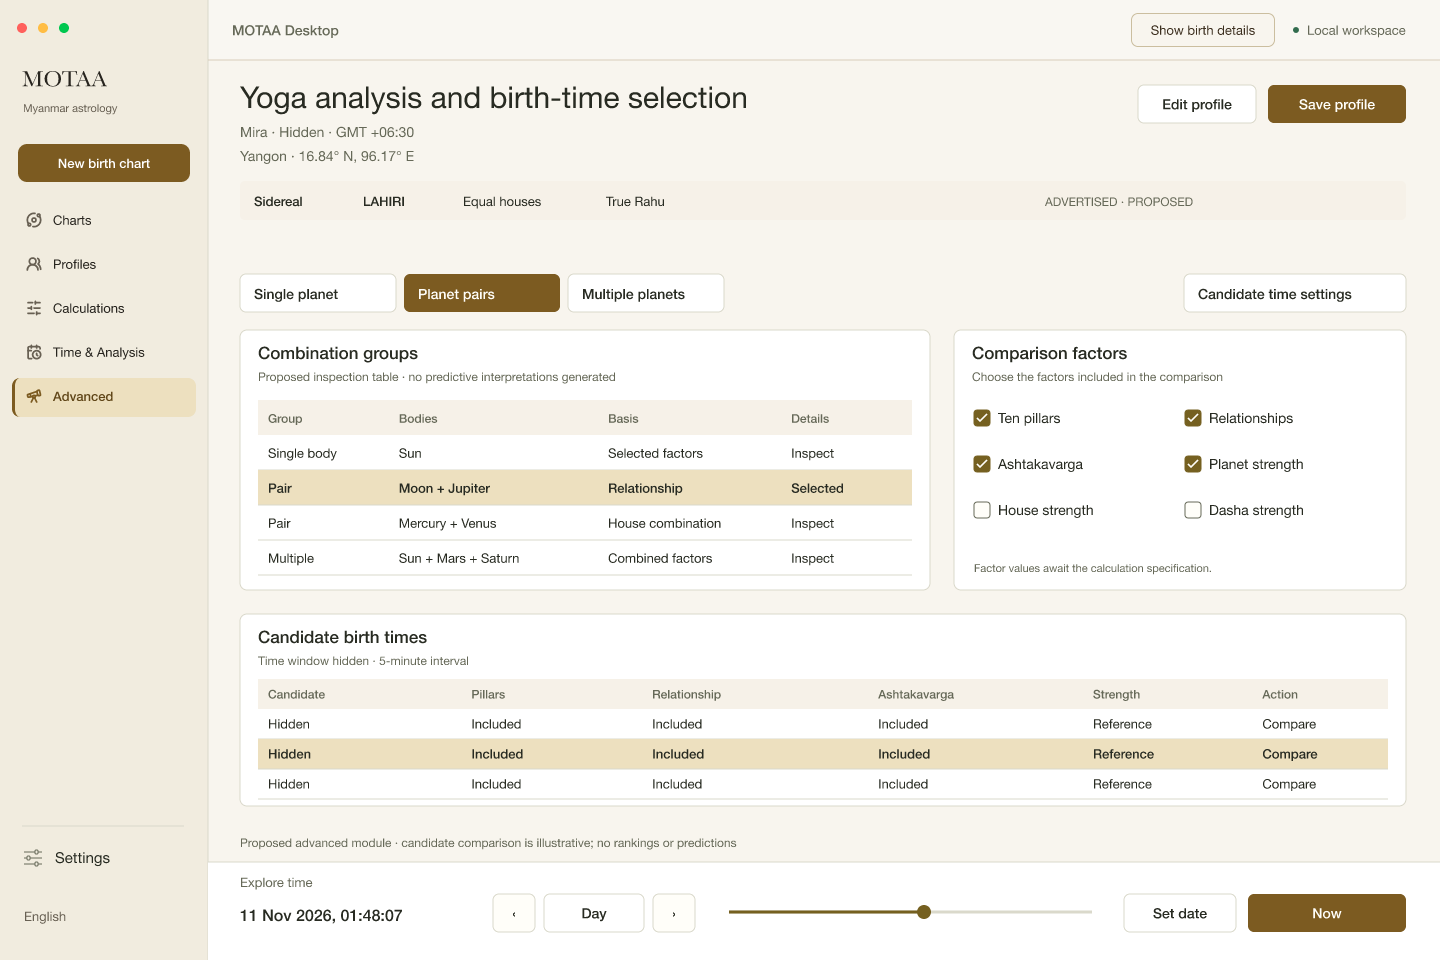 MOTAA
Myanmar astrology
New birth chart
Charts
Profiles
Calculations
Time & Analysis
Advanced
Settings
English
MOTAA Desktop
Show birth details
Local workspace
Yoga analysis and birth-time selection
Mira · Hidden · GMT +06:30
Yangon · 16.84° N, 96.17° E
Edit profile
Save profile
Sidereal LAHIRI Equal houses True Rahu ADVERTISED · PROPOSED
Single planet Planet pairs Multiple planets Candidate time settings
Combination groups
Proposed inspection table · no predictive interpretations generated
Group Bodies Basis Details
Single body Sun Selected factors Inspect
Pair Moon + Jupiter Relationship Selected
Pair Mercury + Venus House combination Inspect
Multiple Sun + Mars + Saturn Combined factors Inspect
Comparison factors
Choose the factors included in the comparison
Ten pillars Relationships
Ashtakavarga Planet strength
House strength Dasha strength
Factor values await the calculation specification.
Candidate birth times
Time window hidden · 5-minute interval
Candidate Pillars Relationship Ashtakavarga Strength Action
Hidden Included Included Included Reference Compare
Hidden Included Included Included Reference Compare
Hidden Included Included Included Reference Compare
Proposed advanced module · candidate comparison is illustrative; no rankings or predictions
Explore time
11 Nov 2026, 01:48:07 ‹ Day › Set date Now